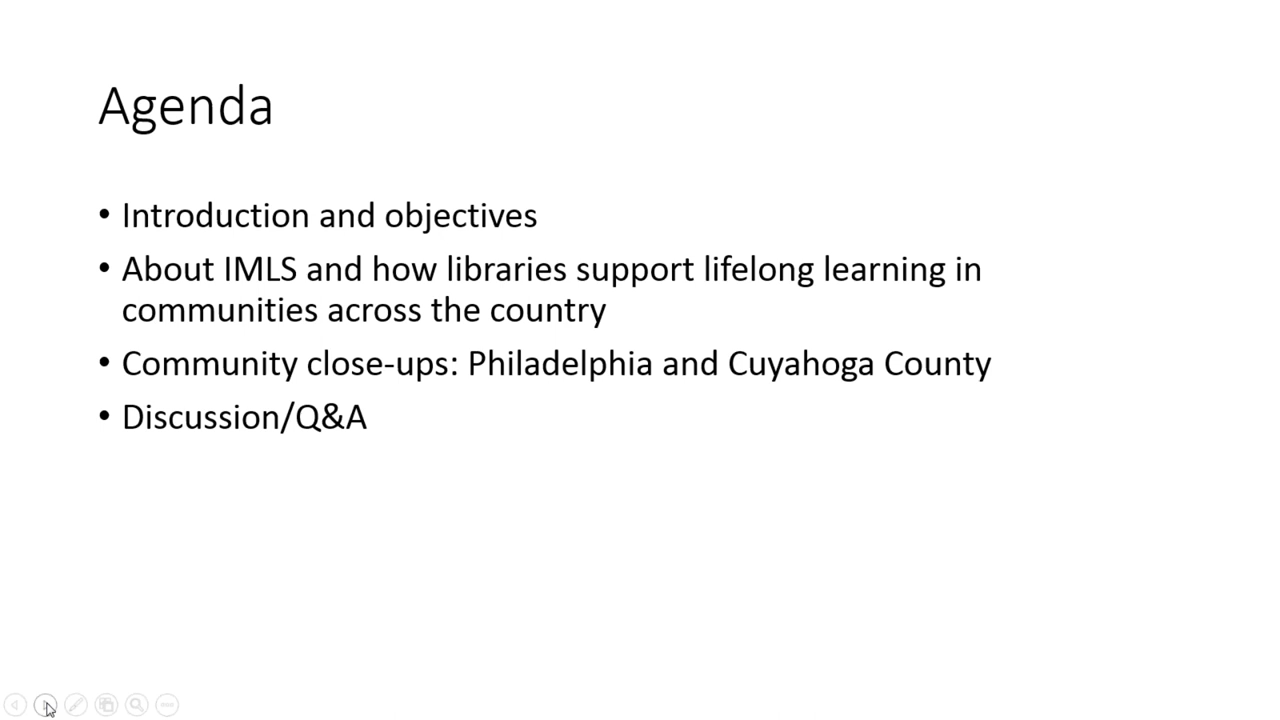 Agenda
• Introduction and objectives
• About IMLS and how libraries support lifelong learning in
communities across the country
• Community close-ups: Philadelphia and Cuyahoga County
• Discussion/Q&A